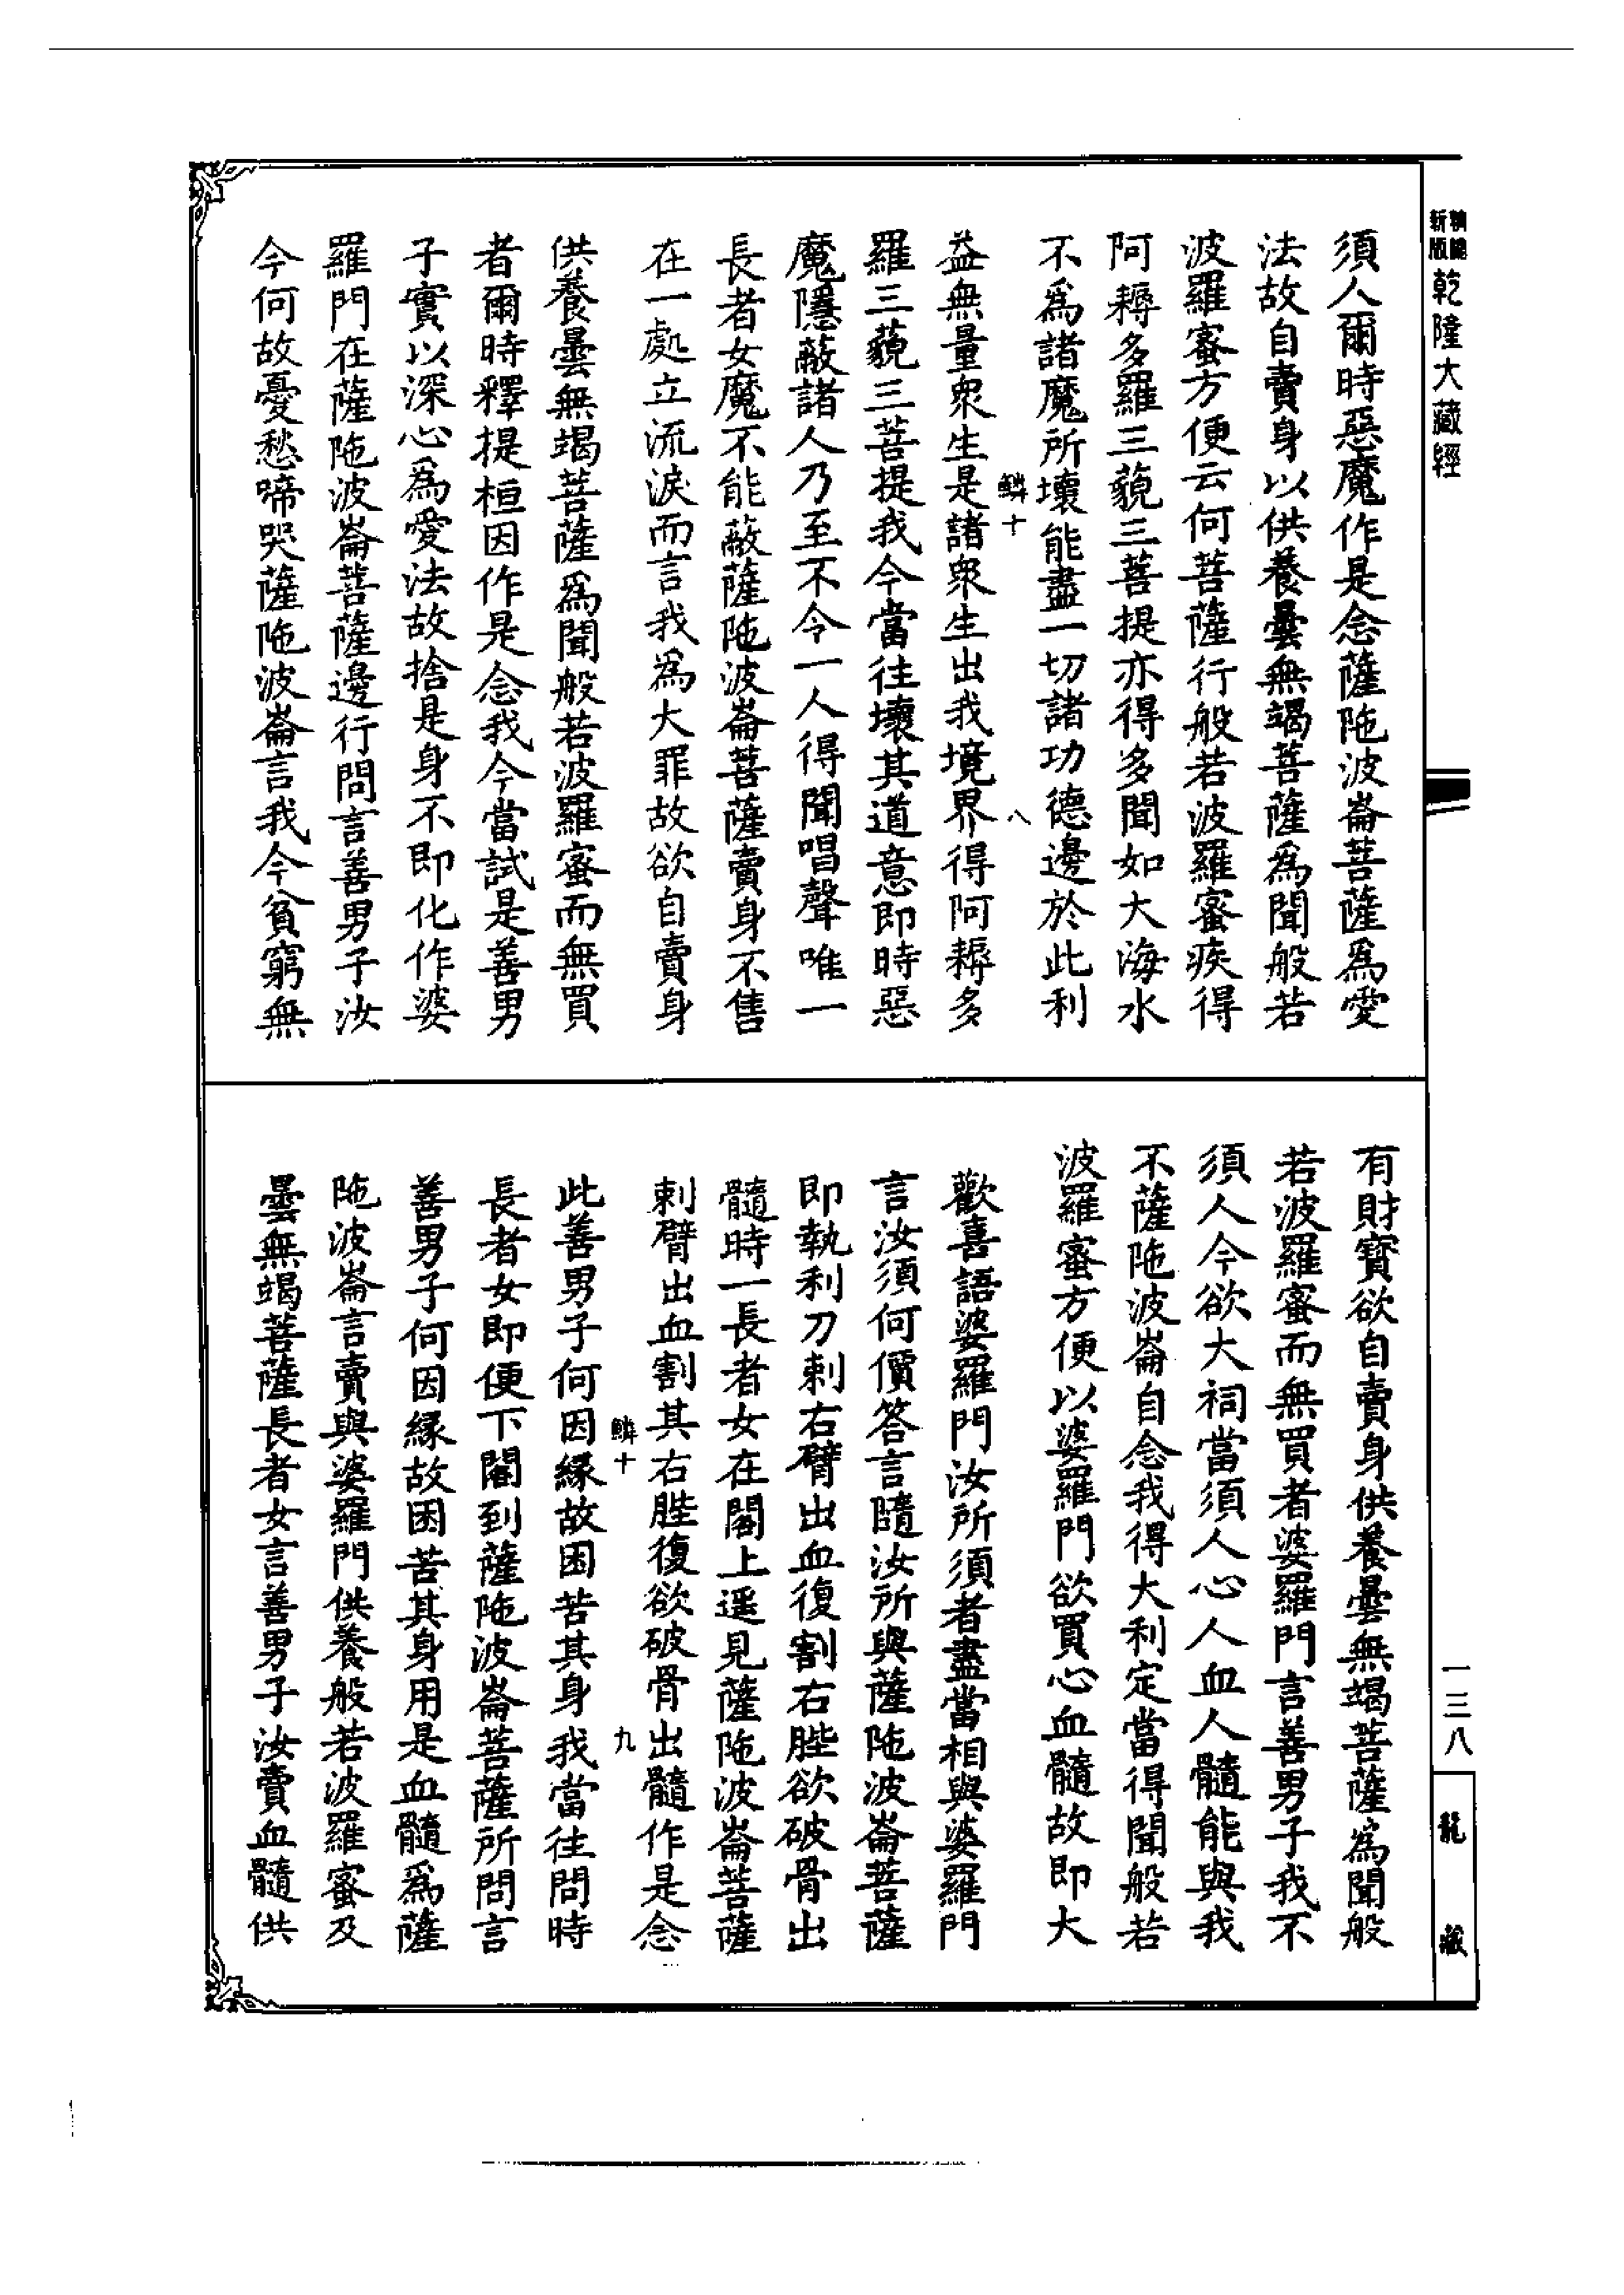 新版
乾隆大藏經
須人爾時惡魔作是念薩陁波崙菩薩爲愛
法故自賣身以供養曇無竭菩薩爲聞般若
波羅蜜方便云何菩薩行般若波羅蜜疾得
阿耨多羅三藐三菩提亦得多聞如大海水
不爲諸魔所壞能盡一切諸功德邊於此利
鱗十 八
益無量衆生是諸衆生出我境界得阿耨多
羅三藐三菩提我今當往壞其道意即時惡
魔隱蔽諸人乃至不令一人得聞唱聲唯一
長者女魔不能蔽薩陁波崙菩薩賣身不售
在一處立流淚而言我爲大罪故欲自賣身
供養曇無竭菩薩爲聞般若波羅蜜而無買
者爾時釋提桓因作是念我今當試是善男
子實以深心爲愛法故捨是身不即化作婆
羅門在薩陁波崙菩薩邊行問言善男子汝
今何故憂愁啼哭薩陁波崙言我今貧窮無
有財寶欲自賣身供養曇無竭菩薩爲聞般
若波羅蜜而無買者婆羅門言善男子我不
須人今欲大祠當須人心人血人髓能與我
不薩陁波崙自念我得大利定當得聞般若
波羅蜜方便以婆羅門欲買心血髓故即大
歡喜語婆羅門汝所須者盡當相與婆羅門
言汝須何價答言隨汝所與薩陁波崙菩薩
即執利刀刺右臂出血復割右䏶欲破骨出
髓時一長者女在閣上遥見薩陁波崙菩薩
刺臂出血割其右䏶復欲破骨出髓作是念
鱗十 九
此善男子何因緣故困苦其身我當往問時
長者女即便下閣到薩陁波崙菩薩所問言
善男子何因緣故困苦其身用是血髓爲薩
陁波崙言賣與婆羅門供養般若波羅蜜及
曇無竭菩薩長者女言善男子汝賣血髓供
一三八
龍藏